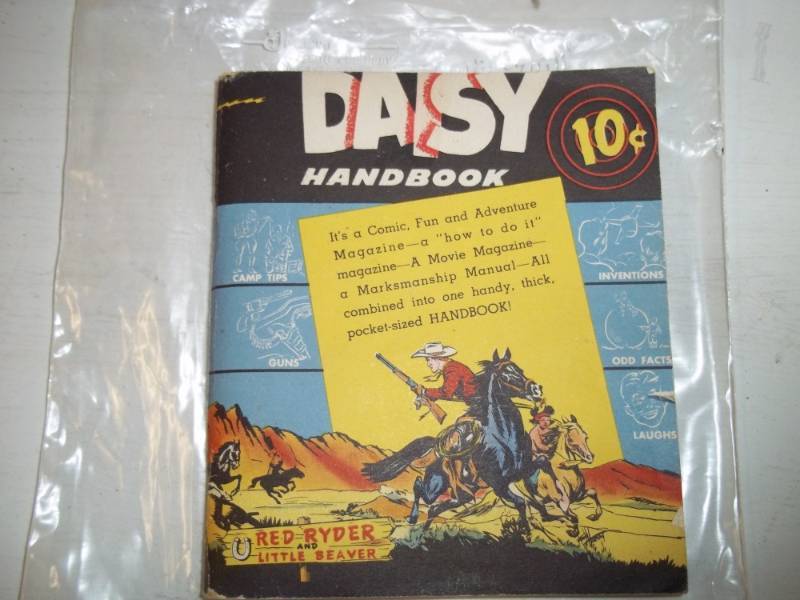 DAISY
HANDBOOK
10¢
It's a Comic, Fun and Adventure
Magazine—a "how to do it"
magazine—A Movie Magazine—
a Marksmanship Manual—All
combined into one handy, thick,
pocket-sized HANDBOOK!
CAMP TIPS
GUNS
INVENTIONS
ODD FACTS
LAUGHS
RED RYDER
AND
LITTLE BEAVER